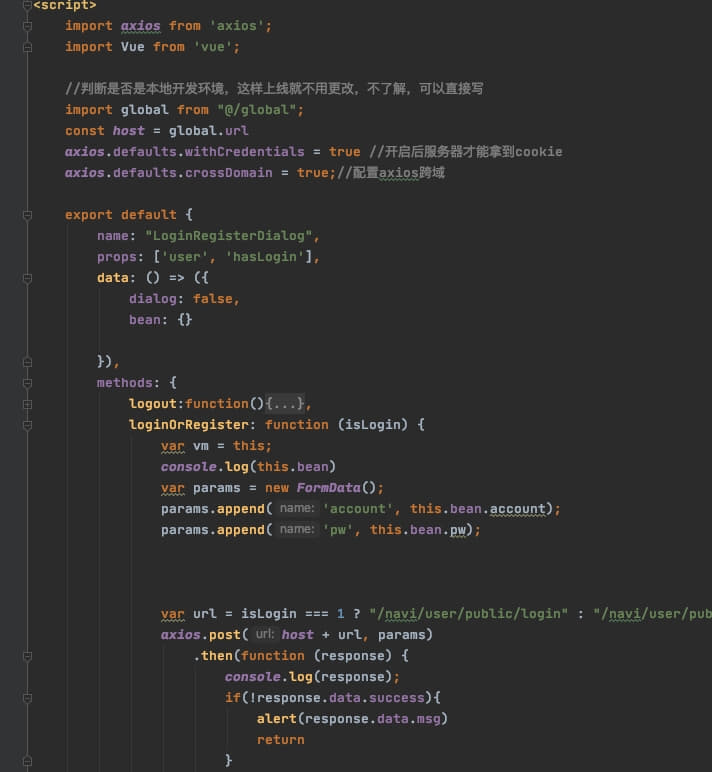 <script>
import axios from 'axios';
import Vue from 'vue';
//判断是否是本地开发环境，这样上线就不用更改，不了解，可以直接写
import global from "@/global";
const host = global.url
axios.defaults.withCredentials = true //开启后服务器才能拿到cookie
axios.defaults.crossDomain = true;//配置axios跨域
export default {
name: "LoginRegisterDialog",
props: ['user', 'hasLogin'],
data: () => ({
dialog: false,
bean: {}
}),
methods: {
logout:function(){...},
loginOrRegister: function (isLogin) {
var vm = this;
console.log(this.bean)
var params = new FormData();
params.append( name: 'account', this.bean.account);
params.append( name: 'pw', this.bean.pw);
var url = isLogin === 1 ? "/navi/user/public/login" : "/navi/user/pub
axios.post( url: host + url, params)
.then(function (response) {
console.log(response);
if(!response.data.success){
alert(response.data.msg)
return
}